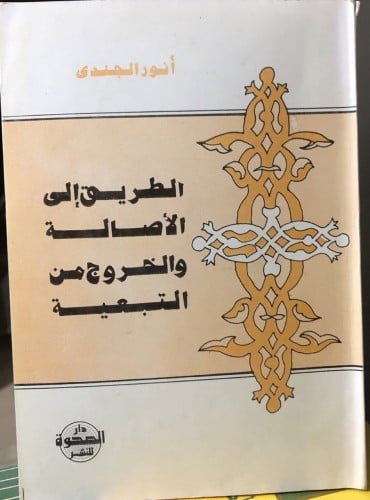 أنور الجندى
الطريق إلى
الأصالة
والخروج من
التبعية
دار
الصحوة
للنشر